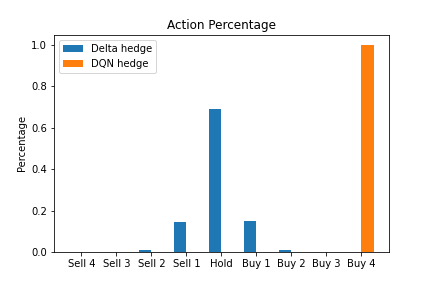 Action Percentage
Delta hedge
DQN hedge
Percentage
1.0
0.8
0.6
0.4
0.2
0.0
Sell 4 Sell 3 Sell 2 Sell 1 Hold Buy 1 Buy 2 Buy 3 Buy 4